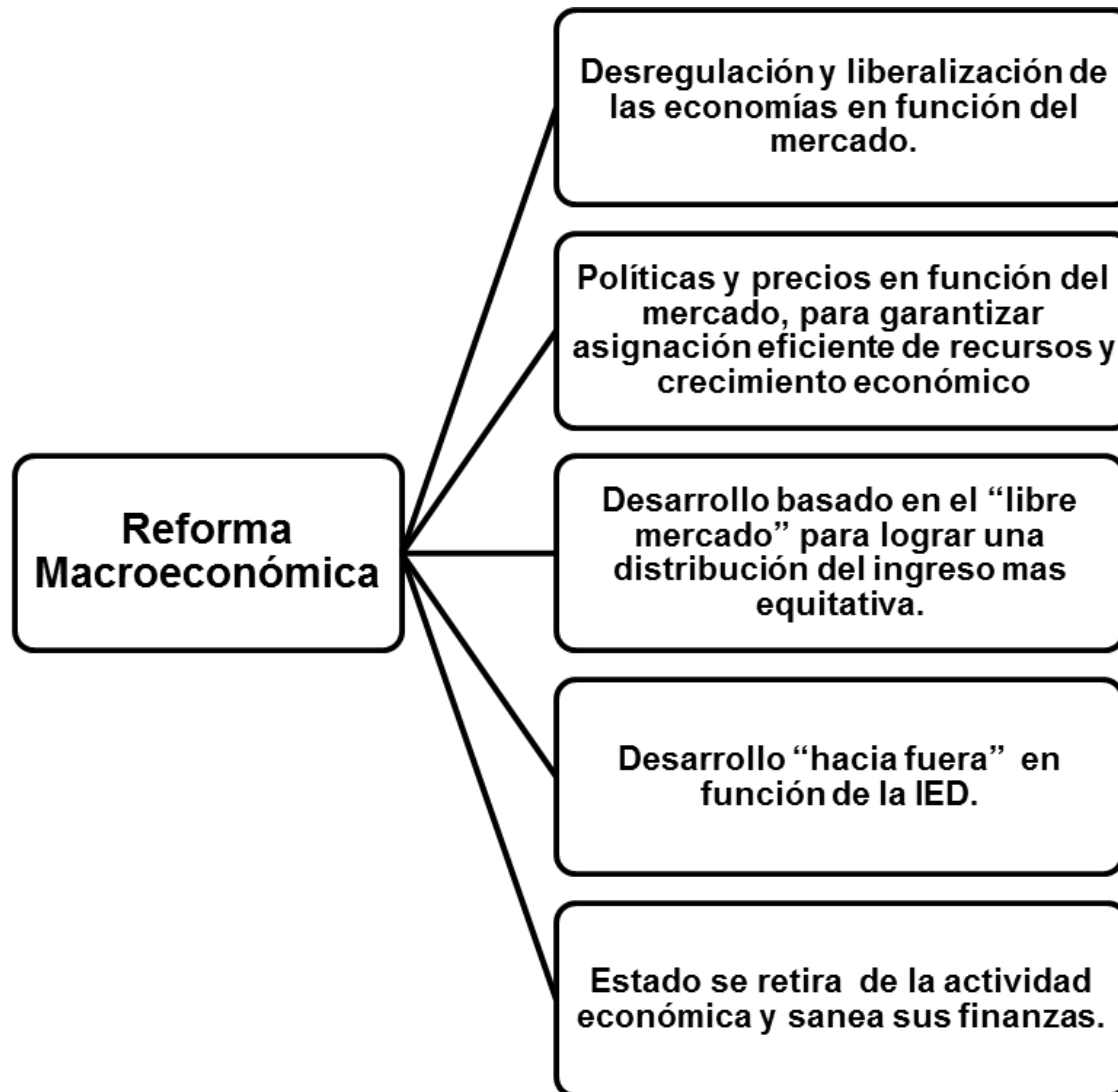 Desregulación y liberalización de
las economías en función del
mercado.
Políticas y precios en función del
mercado, para garantizar
asignación eficiente de recursos y
crecimiento económico
Reforma
Macroeconómica
Desarrollo basado en el “libre
mercado” para lograr una
distribución del ingreso mas
equitativa.
Desarrollo “hacia fuera” en
función de la IED.
Estado se retira de la actividad
económica y sanea sus finanzas.